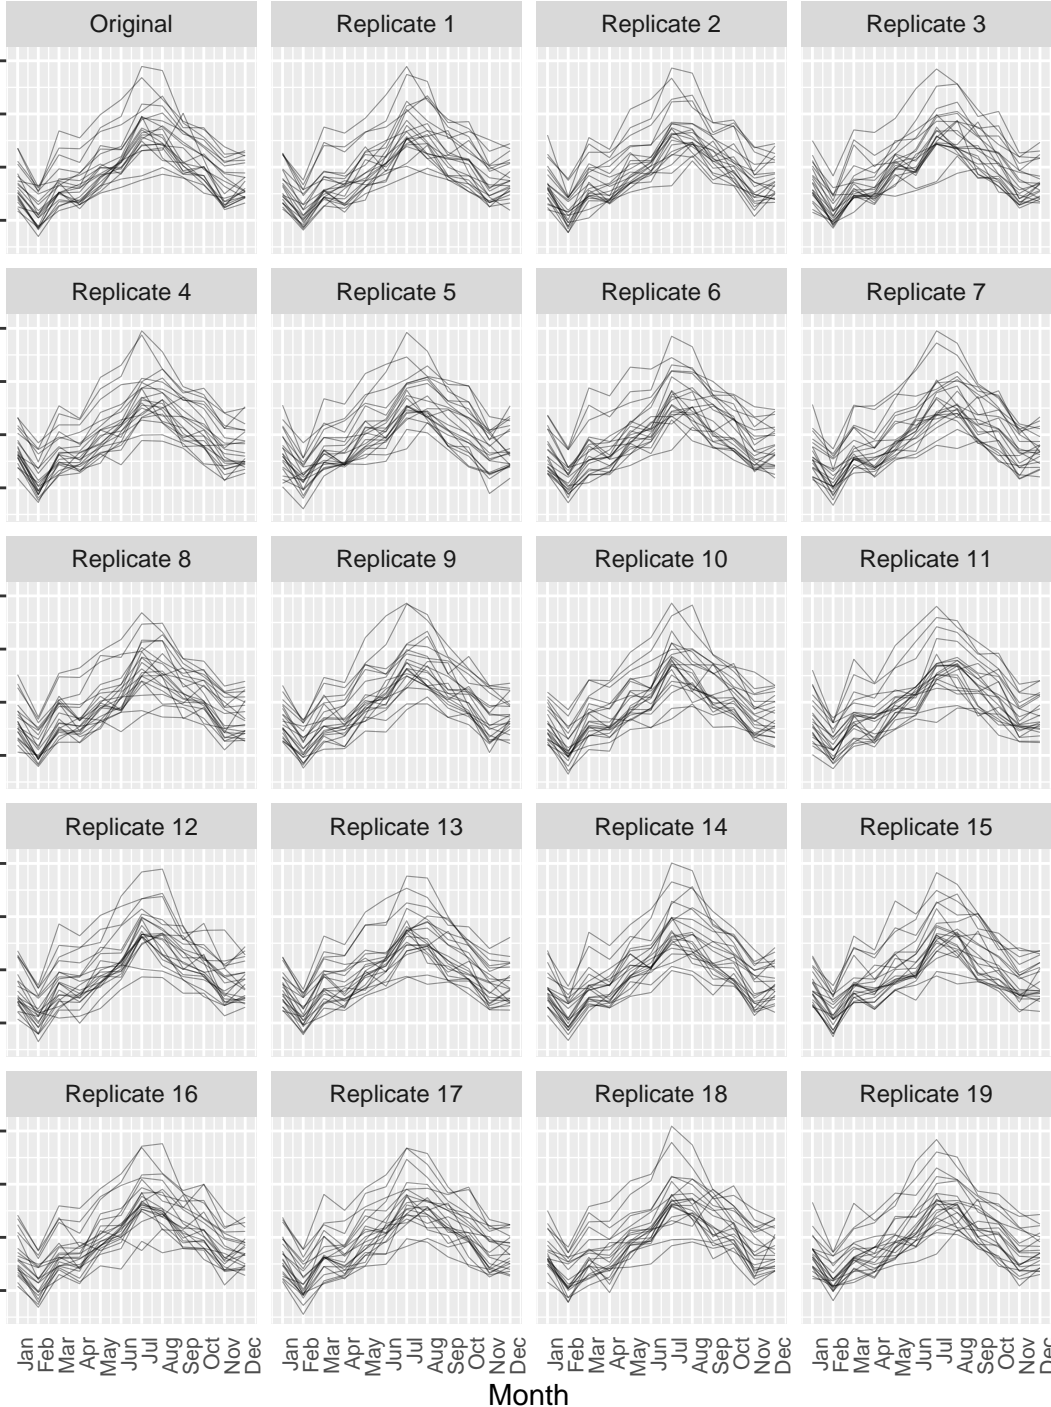 Original Replicate 1 Replicate 2 Replicate 3
Replicate 4 Replicate 5 Replicate 6 Replicate 7
Replicate 8 Replicate 9 Replicate 10 Replicate 11
Replicate 12 Replicate 13 Replicate 14 Replicate 15
Replicate 16 Replicate 17 Replicate 18 Replicate 19
Jan Feb Mar Apr May Jun Jul Aug Sep Oct Nov Dec Jan Feb Mar Apr May Jun Jul Aug Sep Oct Nov Dec Jan Feb Mar Apr May Jun Jul Aug Sep Oct Nov Dec Jan Feb Mar Apr May Jun Jul Aug Sep Oct Nov Dec
Month